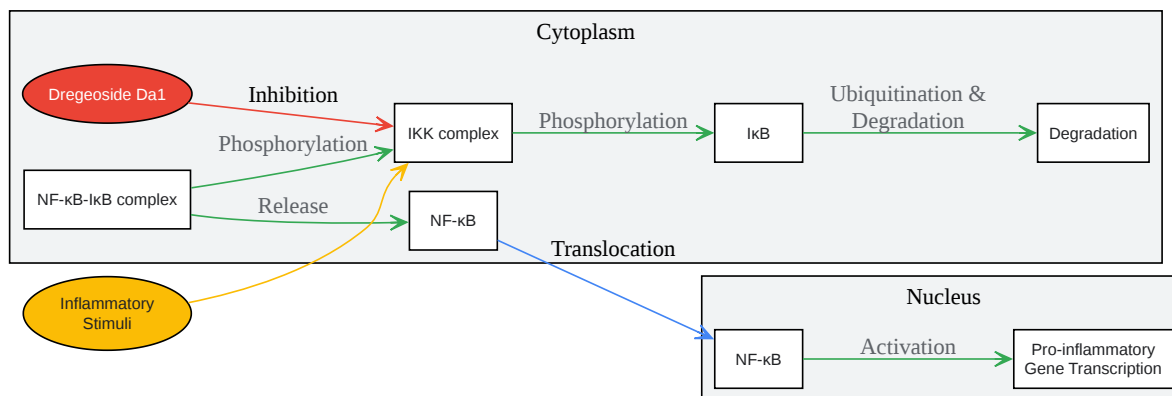 Cytoplasm
Dregeoside Da1
Inhibition
IKK complex
Phosphorylation
IκB
Ubiquitination &
Degradation
Degradation
Phosphorylation
NF-κB-IκB complex
Release
NF-κB
Translocation
Inflammatory
Stimuli
Nucleus
NF-κB
Activation
Pro-inflammatory
Gene Transcription